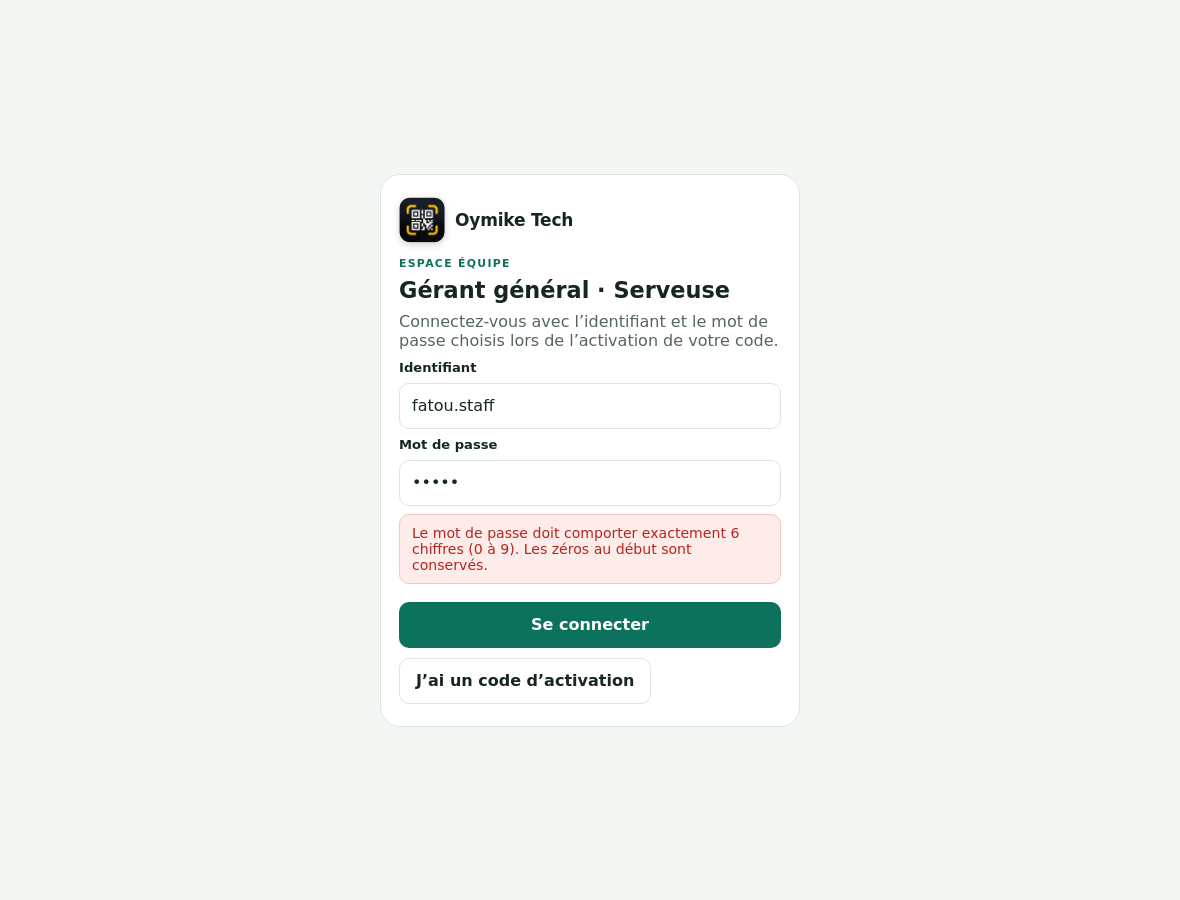 Oymike Tech
ESPACE ÉQUIPE
Gérant général · Serveuse
Connectez-vous avec l’identifiant et le mot de
passe choisis lors de l’activation de votre code.
Identifiant
fatou.staff
Mot de passe
•••••
Le mot de passe doit comporter exactement 6
chiffres (0 à 9). Les zéros au début sont
conservés.
Se connecter
J’ai un code d’activation